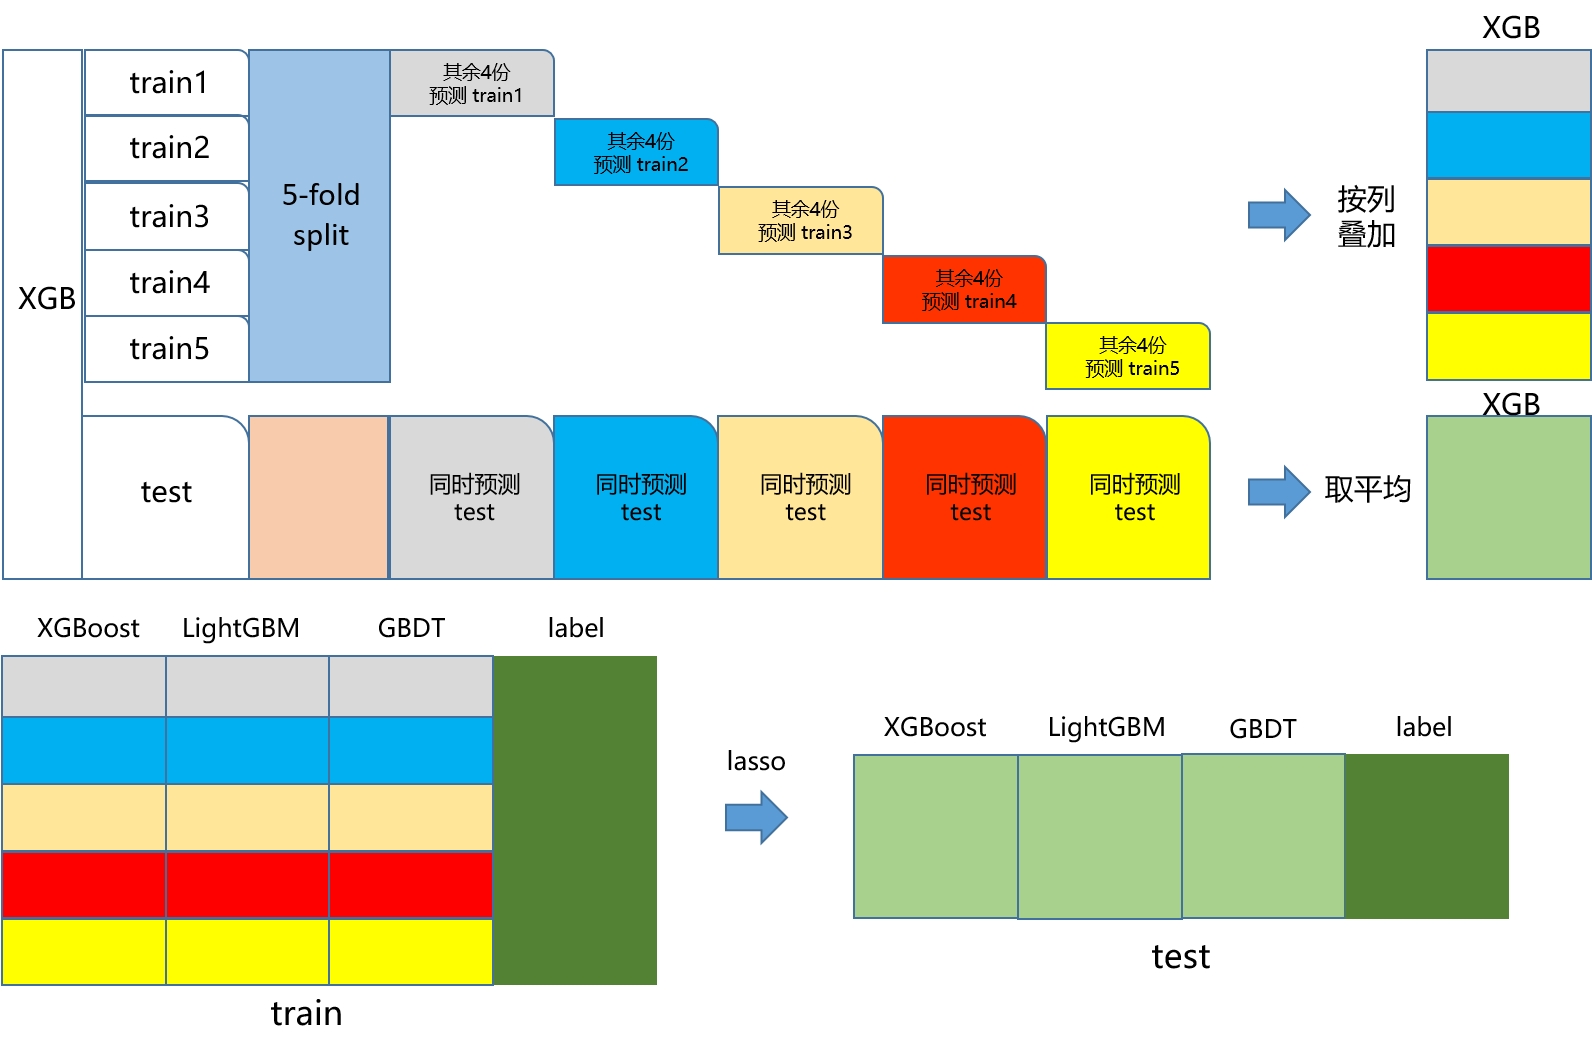 XGB
train1
train2
train3
train4
train5
5-fold
split
其余4份
预测 train1
其余4份
预测 train2
其余4份
预测 train3
其余4份
预测 train4
其余4份
预测 train5
按列
叠加
XGB
test
同时预测
test
同时预测
test
同时预测
test
同时预测
test
同时预测
test
取平均
XGB
XGBoost
LightGBM
GBDT
label
train
lasso
XGBoost
LightGBM
GBDT
label
test